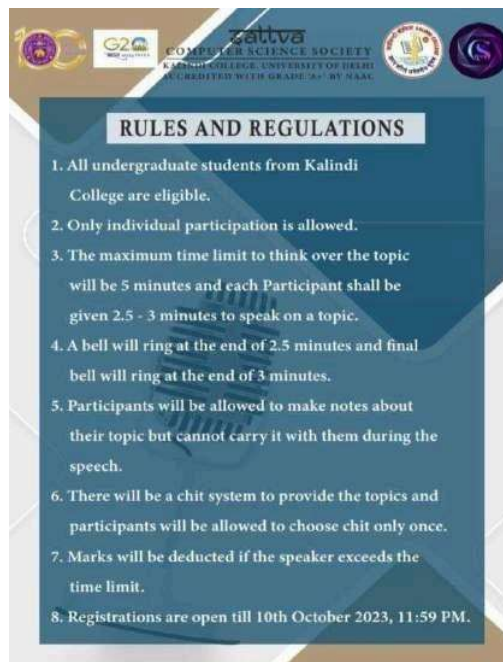 G20
sattva
COMPUTER SCIENCE SOCIETY
KALINDI COLLEGE, UNIVERSITY OF DELHI
ACCREDITED WITH GRADE 'A+' BY NAAC
RULES AND REGULATIONS
1. All undergraduate students from Kalindi
College are eligible.
2. Only individual participation is allowed.
3. The maximum time limit to think over the topic
will be 5 minutes and each Participant shall be
given 2.5 - 3 minutes to speak on a topic.
4. A bell will ring at the end of 2.5 minutes and final
bell will ring at the end of 3 minutes.
5. Participants will be allowed to make notes about
their topic but cannot carry it with them during the
speech.
6. There will be a chit system to provide the topics and
participants will be allowed to choose chit only once.
7. Marks will be deducted if the speaker exceeds the
time limit.
8. Registrations are open till 10th October 2023, 11:59 PM.